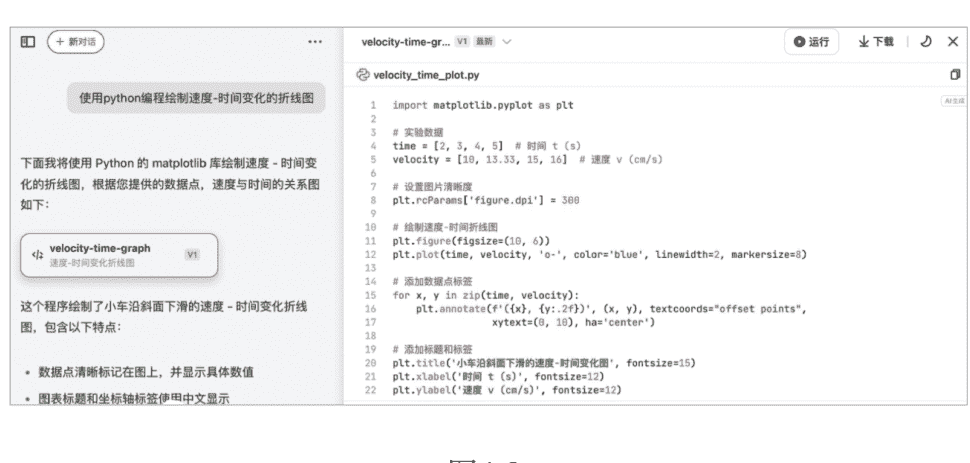 + 新对话
...
使用python编程绘制速度-时间变化的折线图
下面我将使用 Python 的 matplotlib 库绘制速度 - 时间变
化的折线图，根据您提供的数据点，速度与时间的关系图
如下：
velocity-time-graph V1
速度-时间变化折线图
这个程序绘制了小车沿斜面下滑的速度 - 时间变化折线
图，包含以下特点：
• 数据点清晰标记在图上，并显示具体数值
• 图表标题和坐标轴标签使用中文显示
velocity-time-gr... V1 最新
运行 下载
velocity_time_plot.py
AI生成
1 import matplotlib.pyplot as plt
2
3 # 实验数据
4 time = [2, 3, 4, 5]  # 时间 t (s)
5 velocity = [10, 13.33, 15, 16]  # 速度 v (cm/s)
6
7 # 设置图片清晰度
8 plt.rcParams['figure.dpi'] = 300
9
10 # 绘制速度-时间折线图
11 plt.figure(figsize=(10, 6))
12 plt.plot(time, velocity, 'o-', color='blue', linewidth=2, markersize=8)
13
14 # 添加数据点标签
15 for x, y in zip(time, velocity):
16     plt.annotate(f'({x}, {y:.2f})', (x, y), textcoords="offset points",
17                  xytext=(0, 10), ha='center')
18
19 # 添加标题和标签
20 plt.title('小车沿斜面下滑的速度-时间变化图', fontsize=15)
21 plt.xlabel('时间 t (s)', fontsize=12)
22 plt.ylabel('速度 v (cm/s)', fontsize=12)